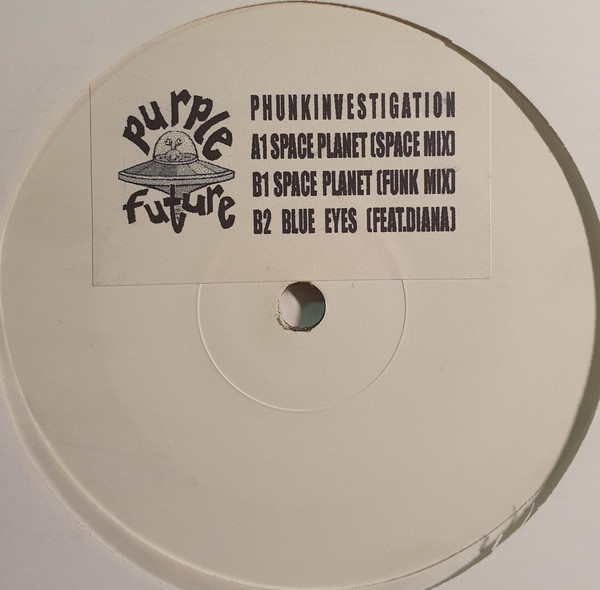 purple
future
PHUNKINVESTIGATION
A1 SPACE PLANET (SPACE MIX)
B1 SPACE PLANET (FUNK MIX)
B2 BLUE EYES (FEAT.DIANA)